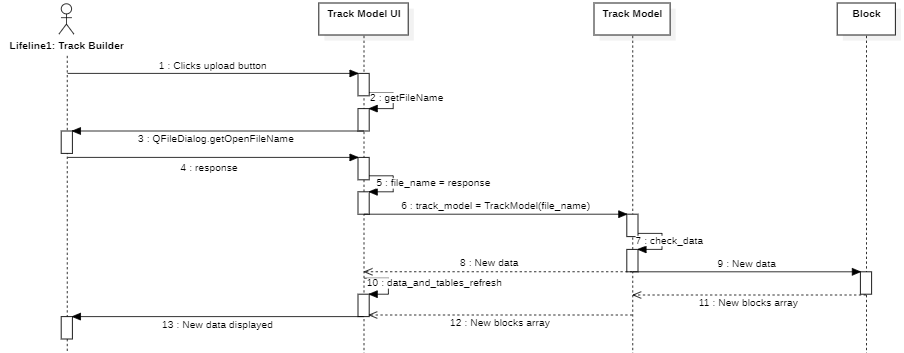 Track Model UI
Track Model
Block
Lifeline1: Track Builder
1 : Clicks upload button
2 : getFileName
3 : QFileDialog.getOpenFileName
4 : response
5 : file_name = response
6 : track_model = TrackModel(file_name)
7 : check_data
8 : New data
9 : New data
10 : data_and_tables_refresh
11 : New blocks array
12 : New blocks array
13 : New data displayed